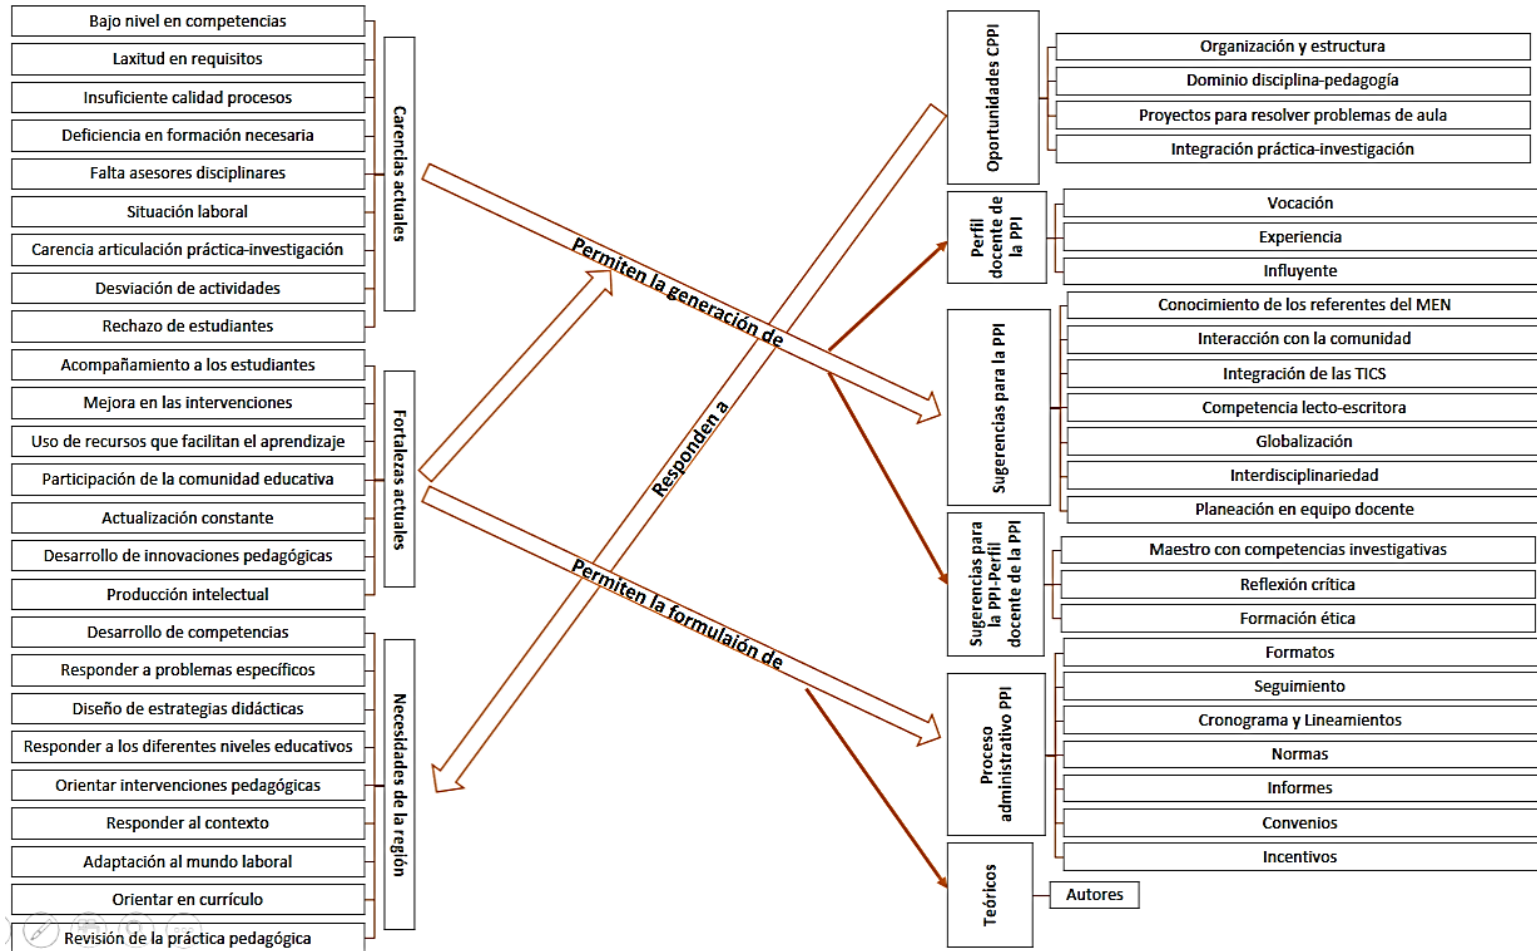 Bajo nivel en competencias
Laxitud en requisitos
Insuficiente calidad procesos
Deficiencia en formación necesaria
Falta asesores disciplinares
Situación laboral
Carencia articulación práctica-investigación
Desviación de actividades
Rechazo de estudiantes
Carencias actuales
Acompañamiento a los estudiantes
Mejora en las intervenciones
Uso de recursos que facilitan el aprendizaje
Participación de la comunidad educativa
Actualización constante
Desarrollo de innovaciones pedagógicas
Producción intelectual
Fortalezas actuales
Desarrollo de competencias
Responder a problemas específicos
Diseño de estrategias didácticas
Responder a los diferentes niveles educativos
Orientar intervenciones pedagógicas
Responder al contexto
Adaptación al mundo laboral
Orientar en currículo
Revisión de la práctica pedagógica
Necesidades de la región
Permiten la generación de
Responden a
Permiten la formulaión de
Oportunidades CPPI
Organización y estructura
Dominio disciplina-pedagogía
Proyectos para resolver problemas de aula
Integración práctica-investigación
Perfil
docente de
la PPI
Vocación
Experiencia
Influyente
Sugerencias para la PPI
Conocimiento de los referentes del MEN
Interacción con la comunidad
Integración de las TICS
Competencia lecto-escritora
Globalización
Interdisciplinariedad
Planeación en equipo docente
Sugerencias para
la PPI-Perfil
docente de la PPI
Maestro con competencias investigativas
Reflexión crítica
Formación ética
Proceso
administrativo PPI
Formatos
Seguimiento
Cronograma y Lineamientos
Normas
Informes
Convenios
Incentivos
Teóricos
Autores